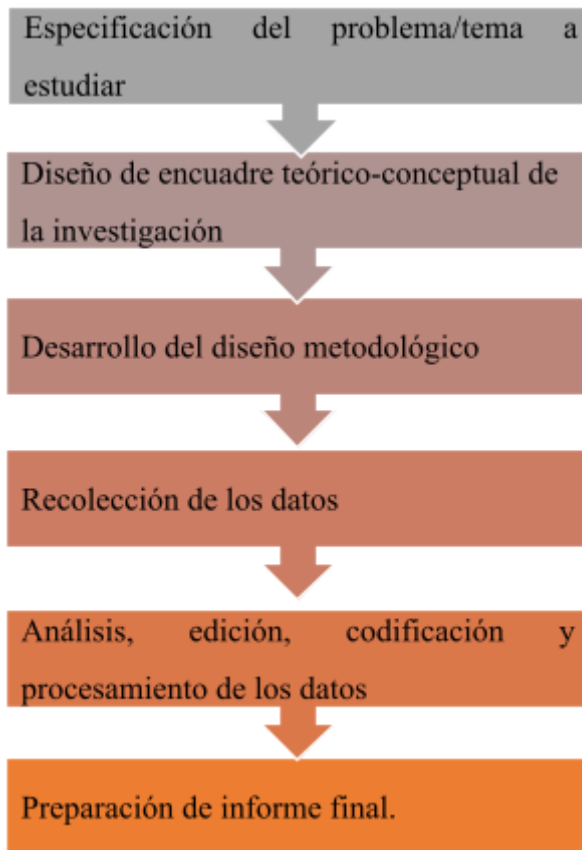 Especificación del problema/tema a
estudiar
Diseño de encuadre teórico-conceptual de
la investigación
Desarrollo del diseño metodológico
Recolección de los datos
Análisis, edición, codificación y
procesamiento de los datos
Preparación de informe final.